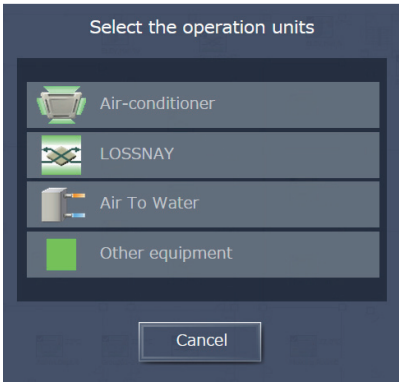 Select the operation units
Air-conditioner
LOSSNAY
Air To Water
Other equipment
Cancel